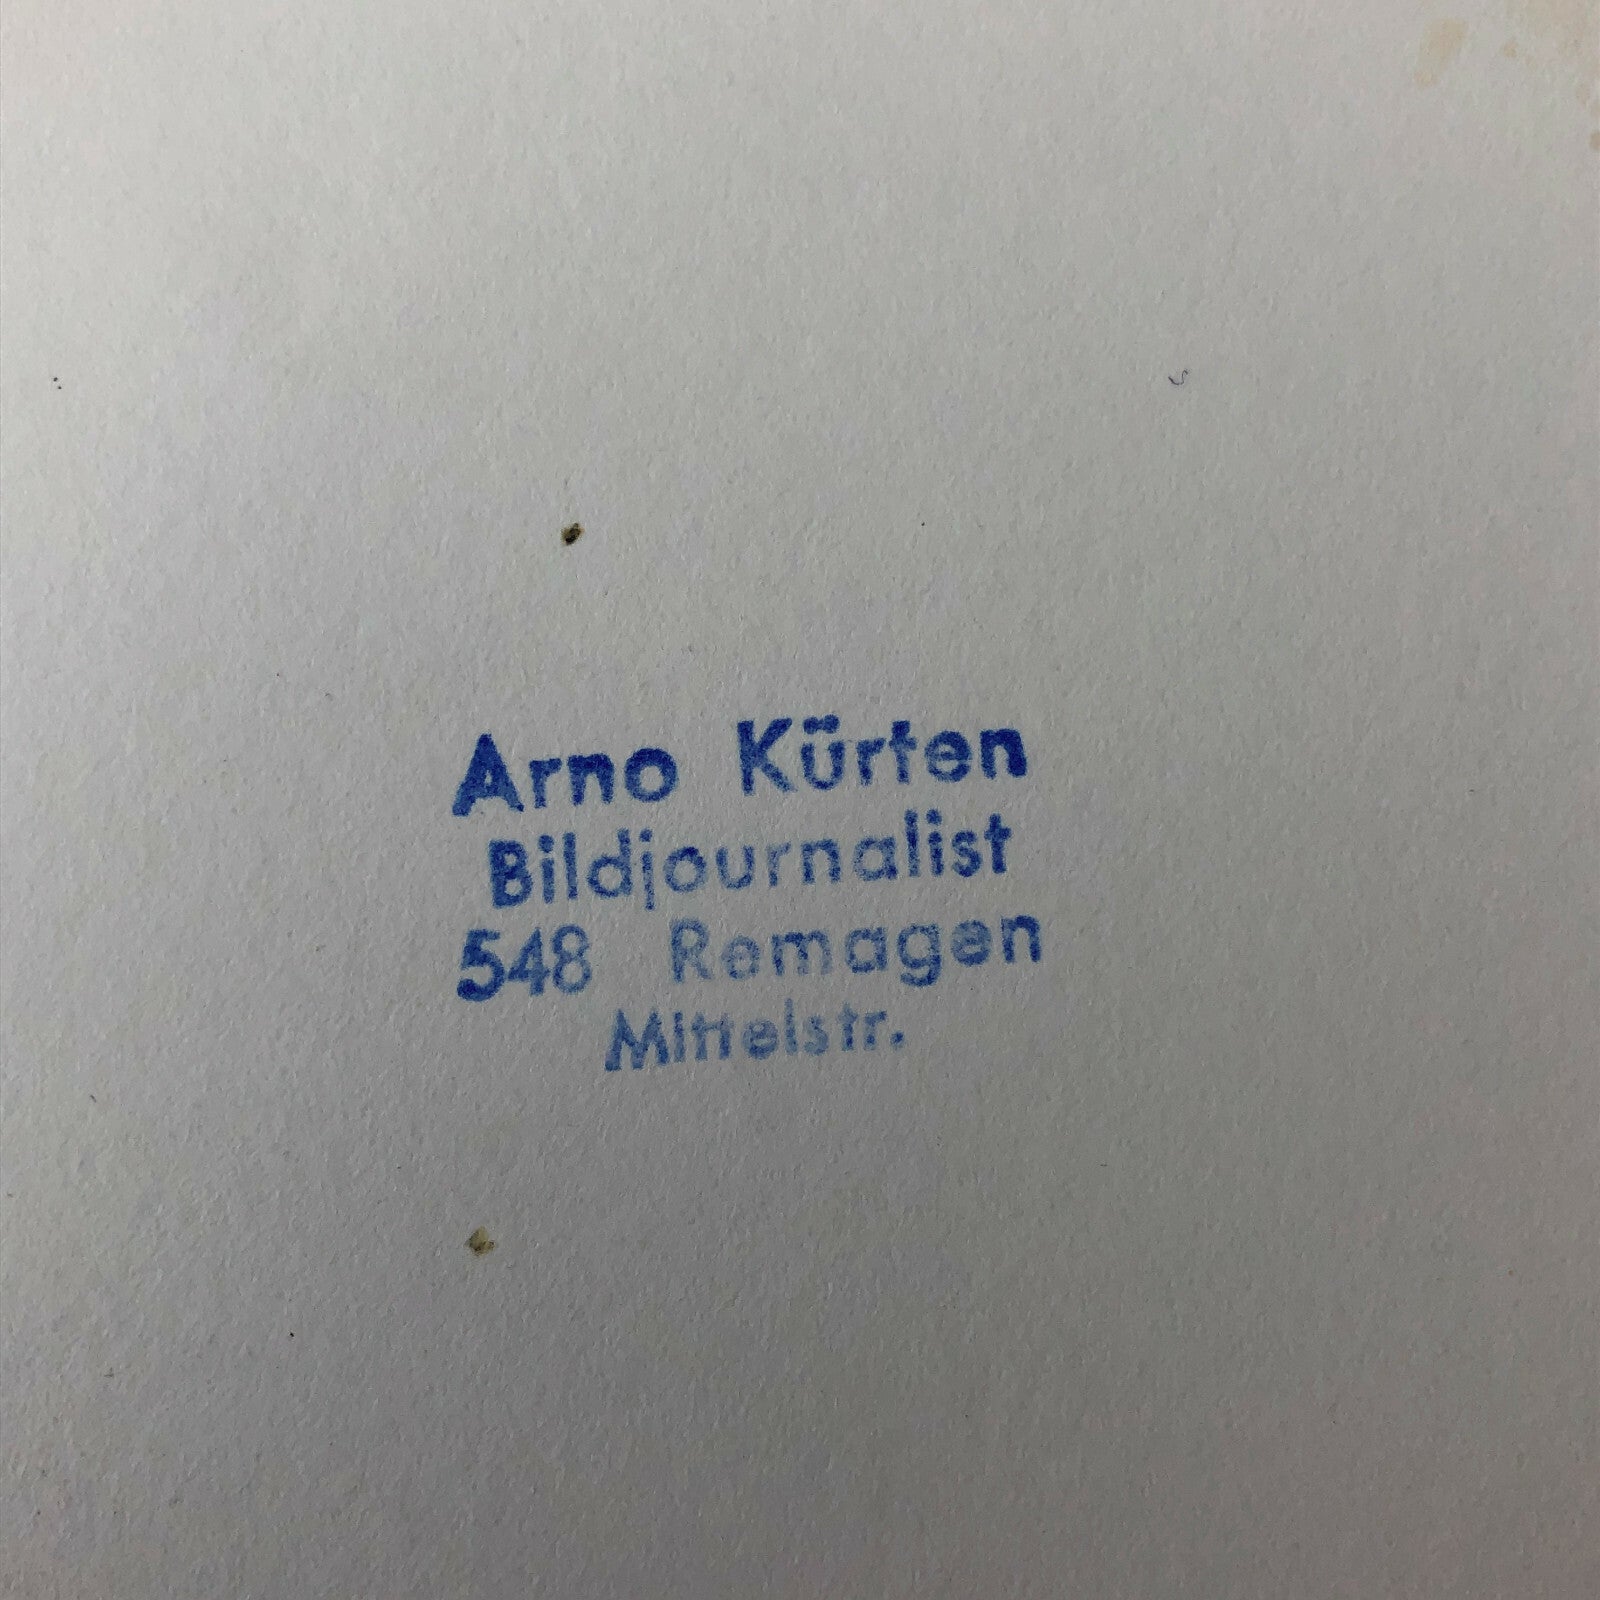 Arno Kürten
Bildjournalist
548 Remagen
Mittelstr.